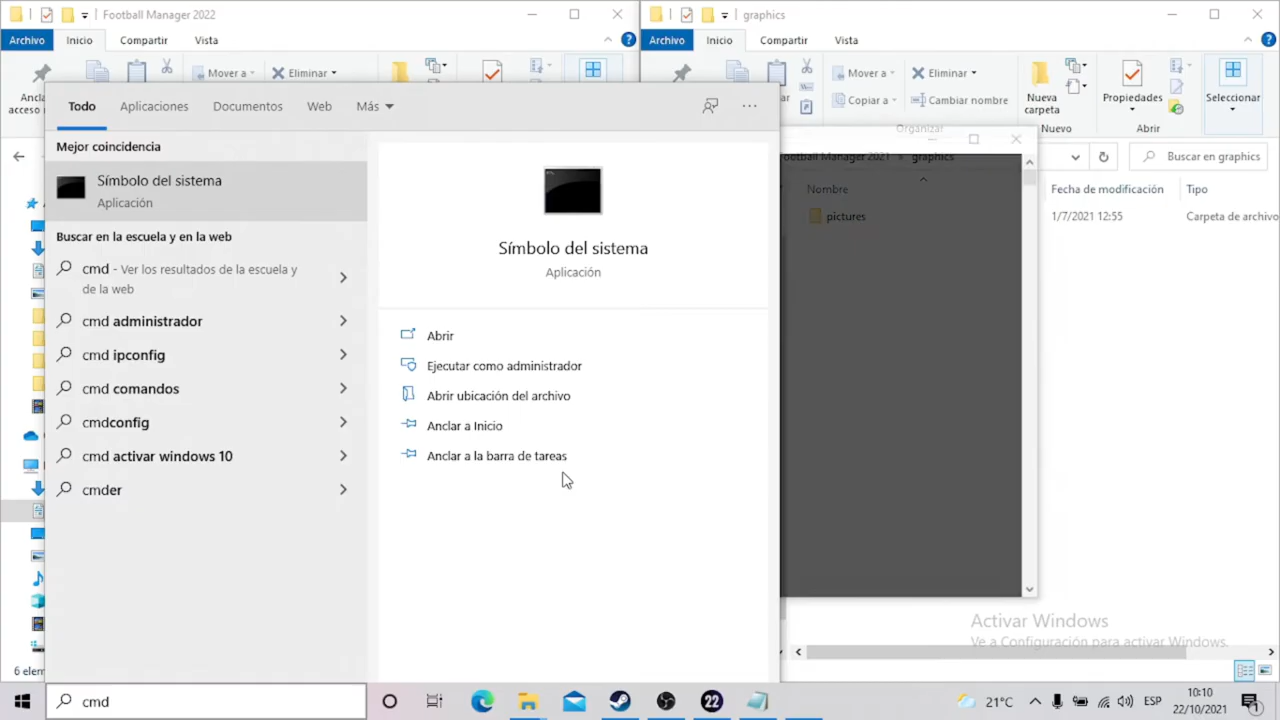 Football Manager 2022
graphics
Archivo
Inicio
Compartir
Vista
Archivo
Inicio
Compartir
Vista
Mover a
Eliminar
Mover a
Eliminar
Copiar a
Cambiar nombre
Nueva
carpeta
Propiedades
Seleccionar
Organizar
Nuevo
Abrir
Todo
Aplicaciones
Documentos
Web
Más
Football Manager 2021 » graphics
Buscar en graphics
Nombre
Fecha de modificación
Tipo
pictures
1/7/2021 12:55
Carpeta de archivo
Mejor coincidencia
Símbolo del sistema
Aplicación
Buscar en la escuela y en la web
cmd - Ver los resultados de la escuela y
de la web
cmd administrador
cmd ipconfig
cmd comandos
cmdconfig
cmd activar windows 10
cmder
Símbolo del sistema
Aplicación
Abrir
Ejecutar como administrador
Abrir ubicación del archivo
Anclar a Inicio
Anclar a la barra de tareas
Activar Windows
Ve a Configuración para activar Windows.
cmd
22
21°C
ESP
10:10
22/10/2021
1